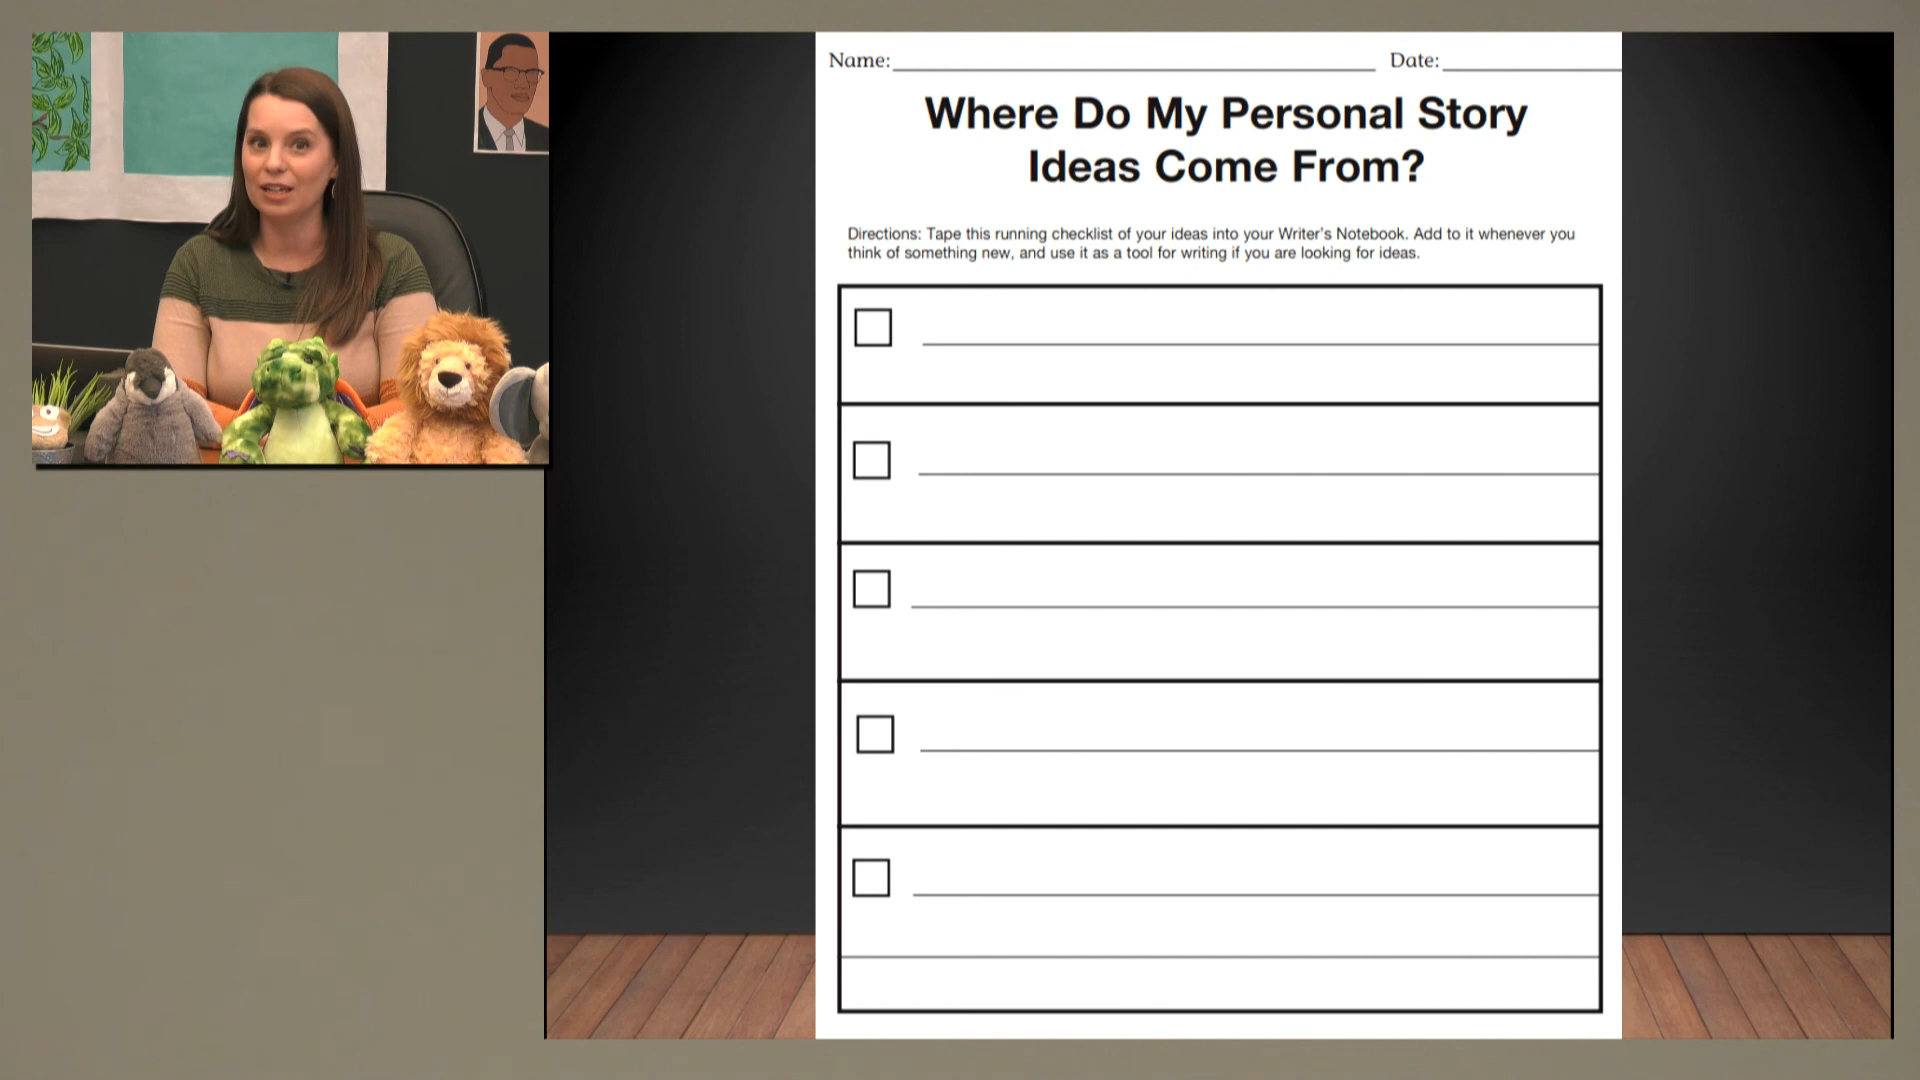 Name: Date:
Where Do My Personal Story
Ideas Come From?
Directions: Tape this running checklist of your ideas into your Writer's Notebook. Add to it whenever you
think of something new, and use it as a tool for writing if you are looking for ideas.